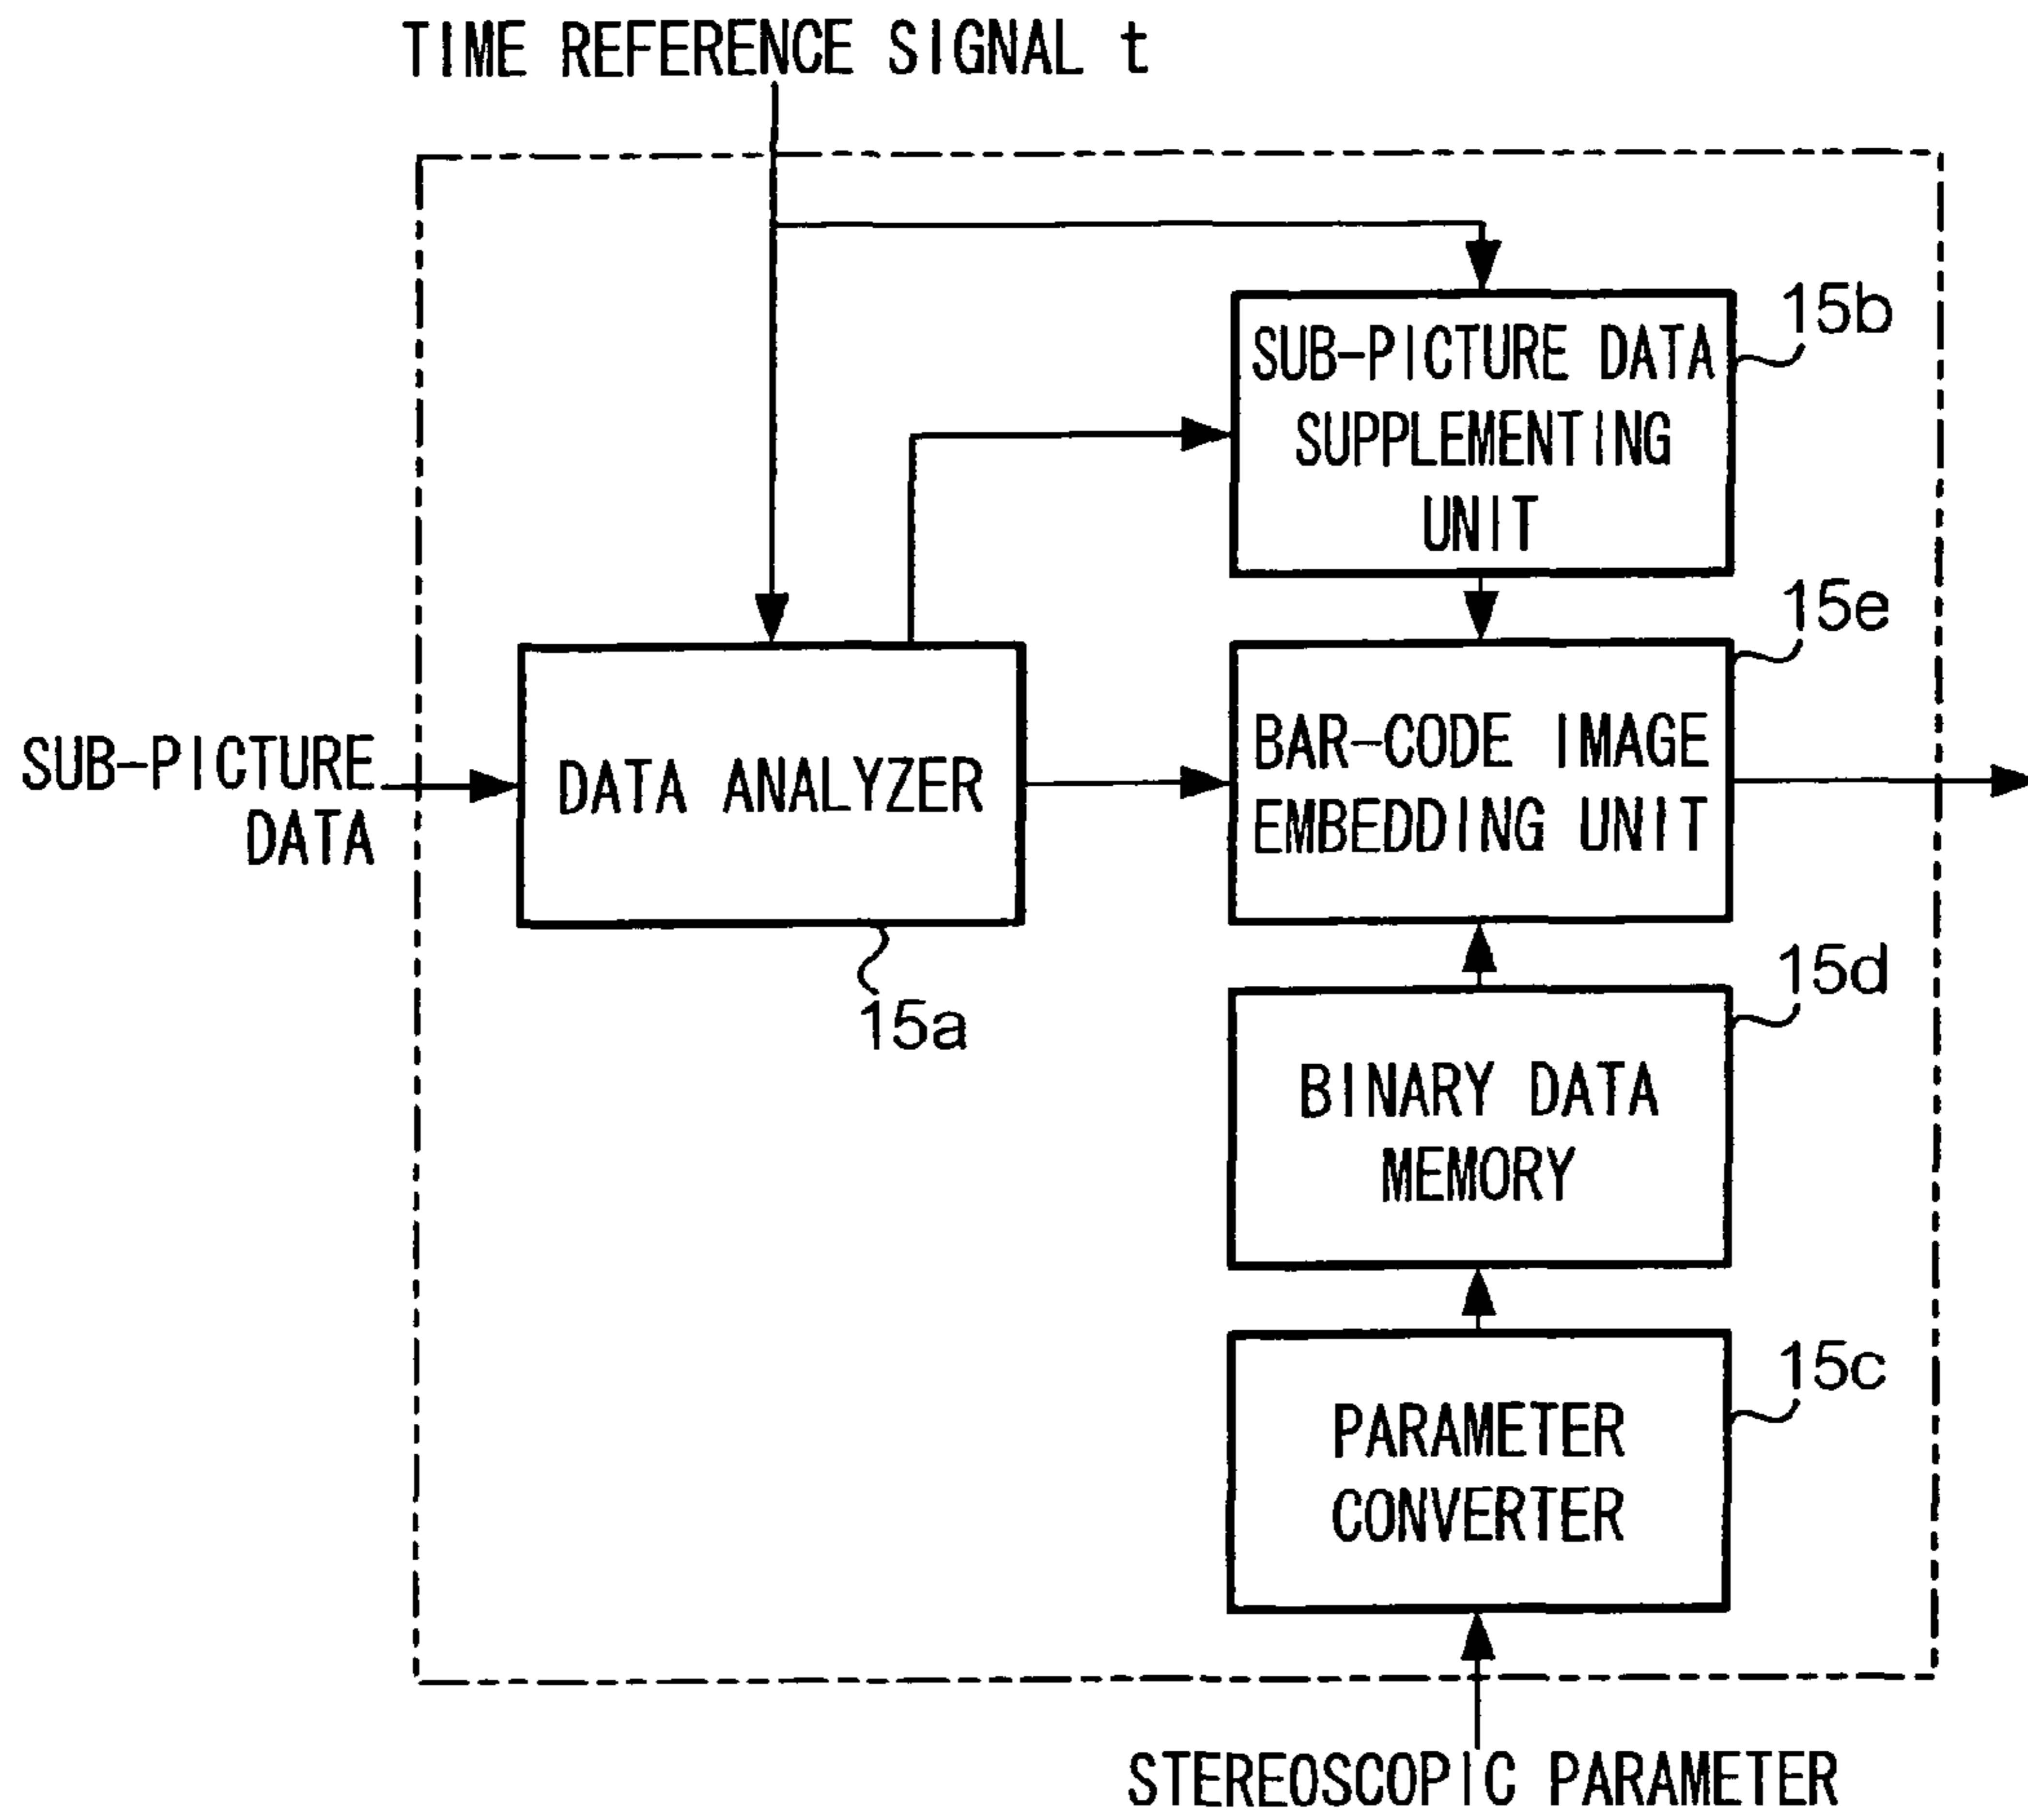 TIME REFERENCE SIGNAL t
15b
SUB-PICTURE DATA
SUPPLEMENTING
UNIT
15e
SUB-PICTURE
DATA
DATA ANALYZER
BAR-CODE IMAGE
EMBEDDING UNIT
15a
15d
BINARY DATA
MEMORY
15c
PARAMETER
CONVERTER
STEREOSCOPIC PARAMETER